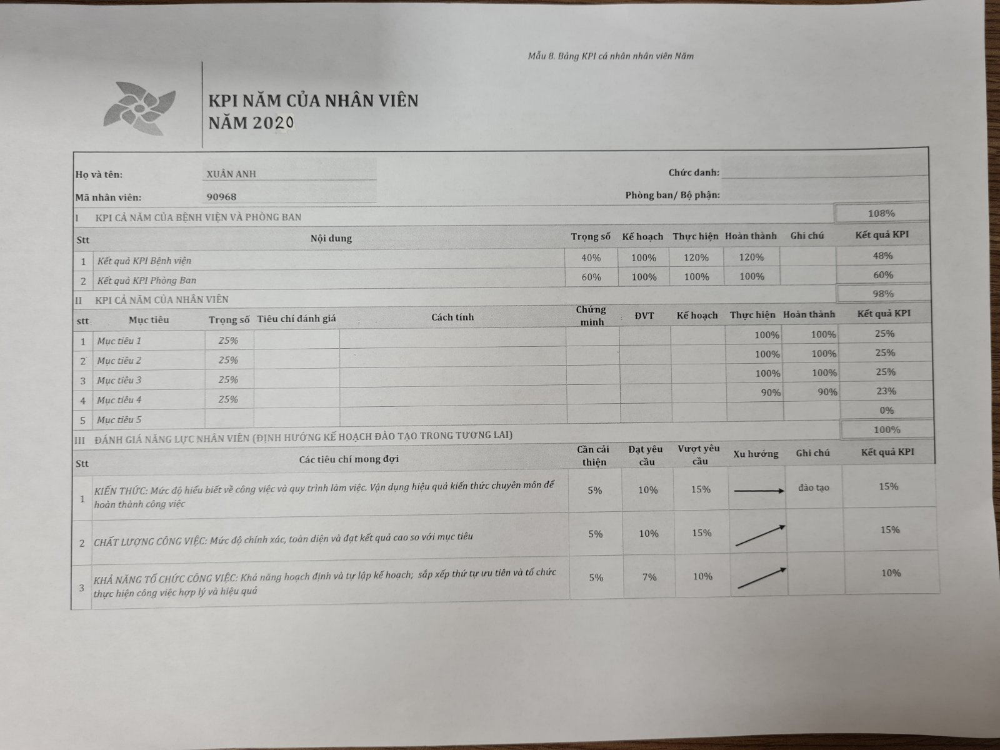 Mẫu 8. Bảng KPI cá nhân nhân viên Năm
KPI NĂM CỦA NHÂN VIÊN
NĂM 2020
Họ và tên: XUÂN ANH Chức danh:
Mã nhân viên: 90968 Phòng ban/ Bộ phận:
I KPI CẢ NĂM CỦA BỆNH VIỆN VÀ PHÒNG BAN 108%
Stt Nội dung Trọng số Kế hoạch Thực hiện Hoàn thành Ghi chú Kết quả KPI
1 Kết quả KPI Bệnh viện 40% 100% 120% 120% 48%
2 Kết quả KPI Phòng Ban 60% 100% 100% 100% 60%
II KPI CẢ NĂM CỦA NHÂN VIÊN 98%
stt Mục tiêu Trọng số Tiêu chí đánh giá Cách tính Chứng minh ĐVT Kế hoạch Thực hiện Hoàn thành Kết quả KPI
1 Mục tiêu 1 25% 100% 100% 25%
2 Mục tiêu 2 25% 100% 100% 25%
3 Mục tiêu 3 25% 100% 100% 25%
4 Mục tiêu 4 25% 90% 90% 23%
5 Mục tiêu 5 0%
III ĐÁNH GIÁ NĂNG LỰC NHÂN VIÊN (ĐỊNH HƯỚNG KẾ HOẠCH ĐÀO TẠO TRONG TƯƠNG LAI) 100%
Stt Các tiêu chí mong đợi Cần cải thiện Đạt yêu cầu Vượt yêu cầu Xu hướng Ghi chú Kết quả KPI
1 KIẾN THỨC: Mức độ hiểu biết về công việc và quy trình làm việc. Vận dụng hiệu quả kiến thức chuyên môn để
hoàn thành công việc 5% 10% 15% đào tạo 15%
2 CHẤT LƯỢNG CÔNG VIỆC: Mức độ chính xác, toàn diện và đạt kết quả cao so với mục tiêu 5% 10% 15% 15%
3 KHẢ NĂNG TỔ CHỨC CÔNG VIỆC: Khả năng hoạch định và tự lập kế hoạch; sắp xếp thứ tự ưu tiên và tổ chức
thực hiện công việc hợp lý và hiệu quả 5% 7% 10% 10%